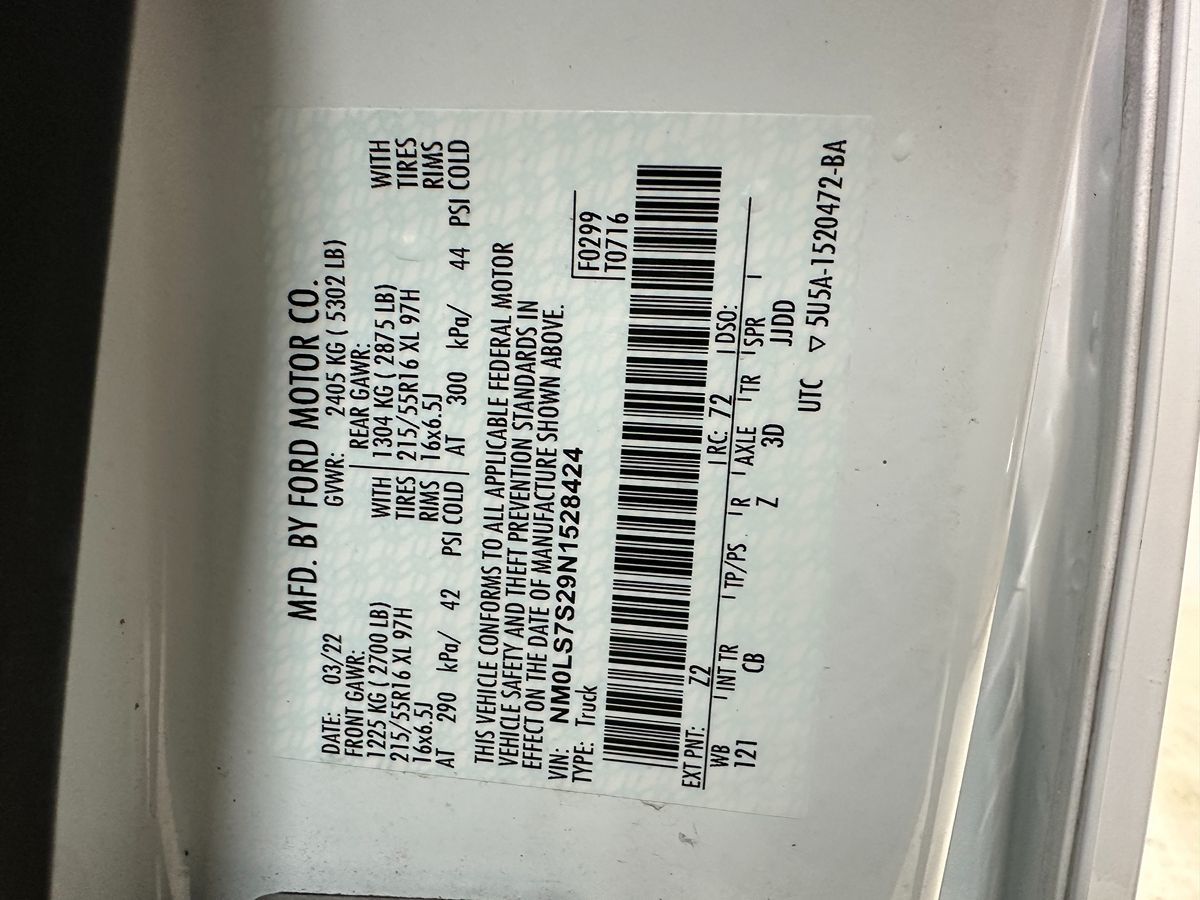 MFD. BY FORD MOTOR CO.
DATE: 03/22 GVWR: 2405 KG ( 5302 LB)
FRONT GAWR: REAR GAWR:
1225 KG ( 2700 LB) WITH 1304 KG ( 2875 LB) WITH
215/55R16 XL 97H TIRES 215/55R16 XL 97H TIRES
16x6.5J RIMS 16x6.5J RIMS
AT 290 kPa/ 42 PSI COLD AT 300 kPa/ 44 PSI COLD
THIS VEHICLE CONFORMS TO ALL APPLICABLE FEDERAL MOTOR
VEHICLE SAFETY AND THEFT PREVENTION STANDARDS IN
EFFECT ON THE DATE OF MANUFACTURE SHOWN ABOVE.
VIN: NM0LS7S29N1528424 F0299
TYPE: Truck T0716
EXT PNT: Z2 RC: 72 DSO:
WB INT TR TP/PS R AXLE TR SPR
121 CB Z 3D JJDD
UTC ▽ 5U5A-1520472-BA